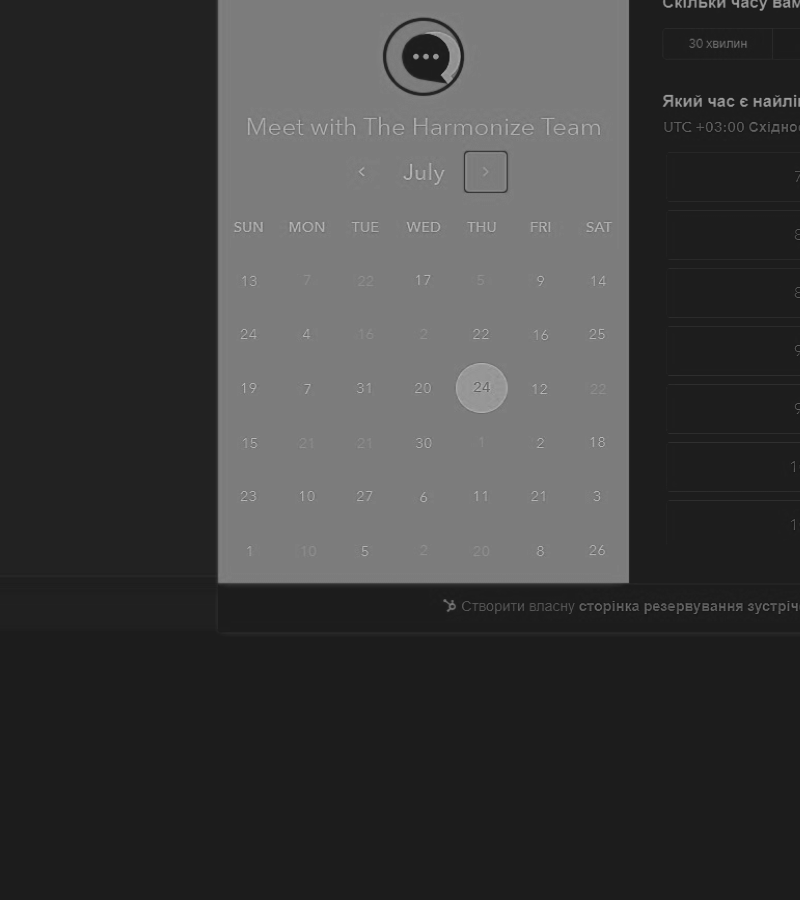 Скільки часу вам
30 хвилин
Meet with The Harmonize Team
July
SUN MON TUE WED THU FRI SAT
13 7 22 17 5 9 14
24 4 16 2 22 16 25
19 7 31 20 24 12 22
15 21 21 30 1 2 18
23 10 27 6 11 21 3
1 10 5 2 20 8 26
Який час є
UTC +03:00
7
8
8
9
9
1
1
Створити власну сторінка резервування